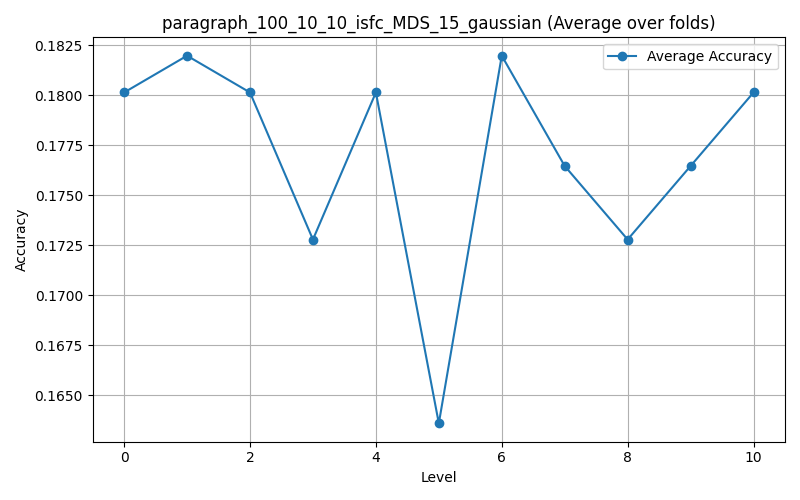 paragraph_100_10_10_isfc_MDS_15_gaussian (Average over folds)
Average Accuracy
Accuracy
0.1825
0.1800
0.1775
0.1750
0.1725
0.1700
0.1675
0.1650
0 2 4 6 8 10
Level